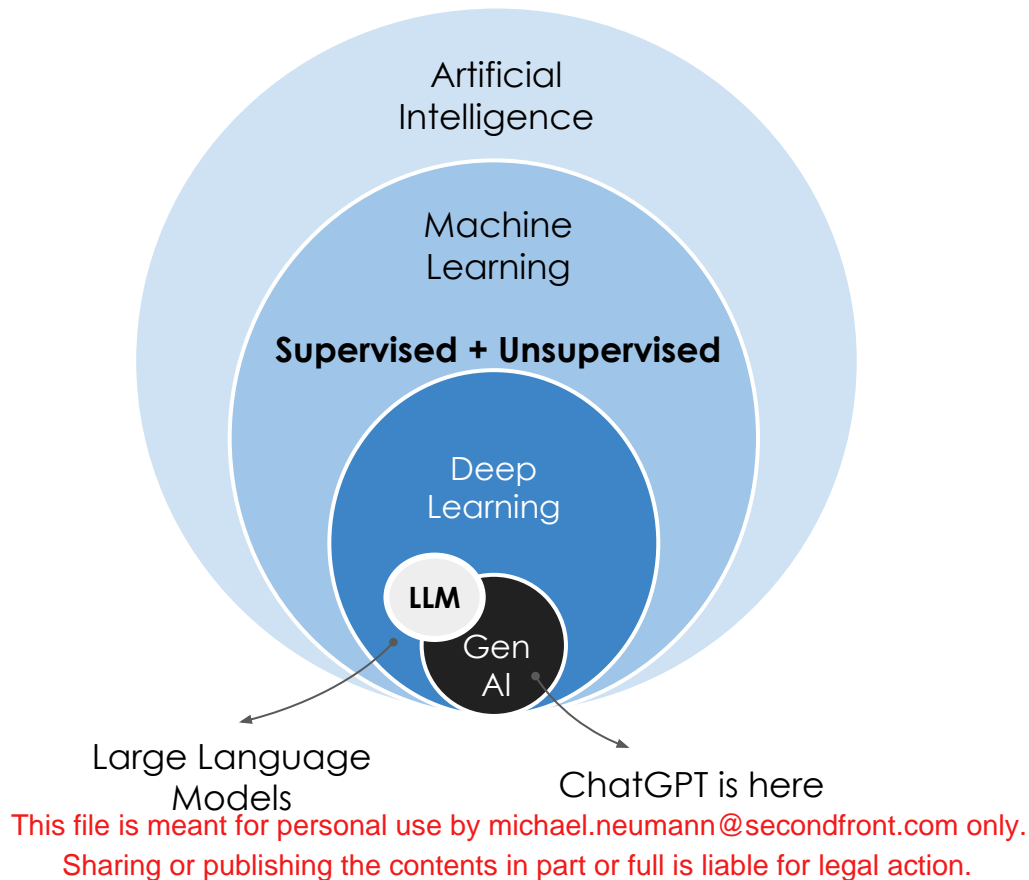 Artificial
Intelligence
Machine
Learning
Supervised + Unsupervised
Deep
Learning
LLM
Gen
AI
Large Language
Models
ChatGPT is here
This file is meant for personal use by michael.neumann@secondfront.com only.
Sharing or publishing the contents in part or full is liable for legal action.